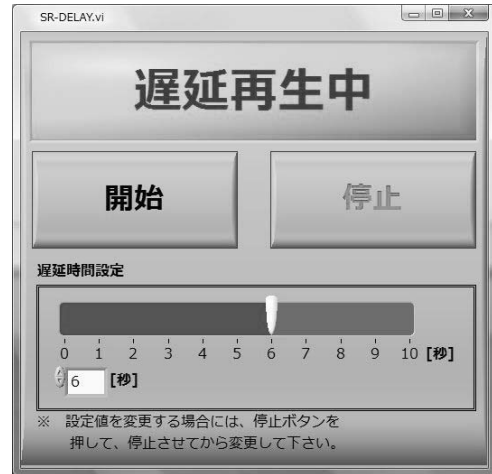 SR-DELAY.vi
遅延再生中
開始
停止
遅延時間設定
0 1 2 3 4 5 6 7 8 9 10 [秒]
6 [秒]
※ 設定値を変更する場合には、停止ボタンを
押して、停止させてから変更して下さい。